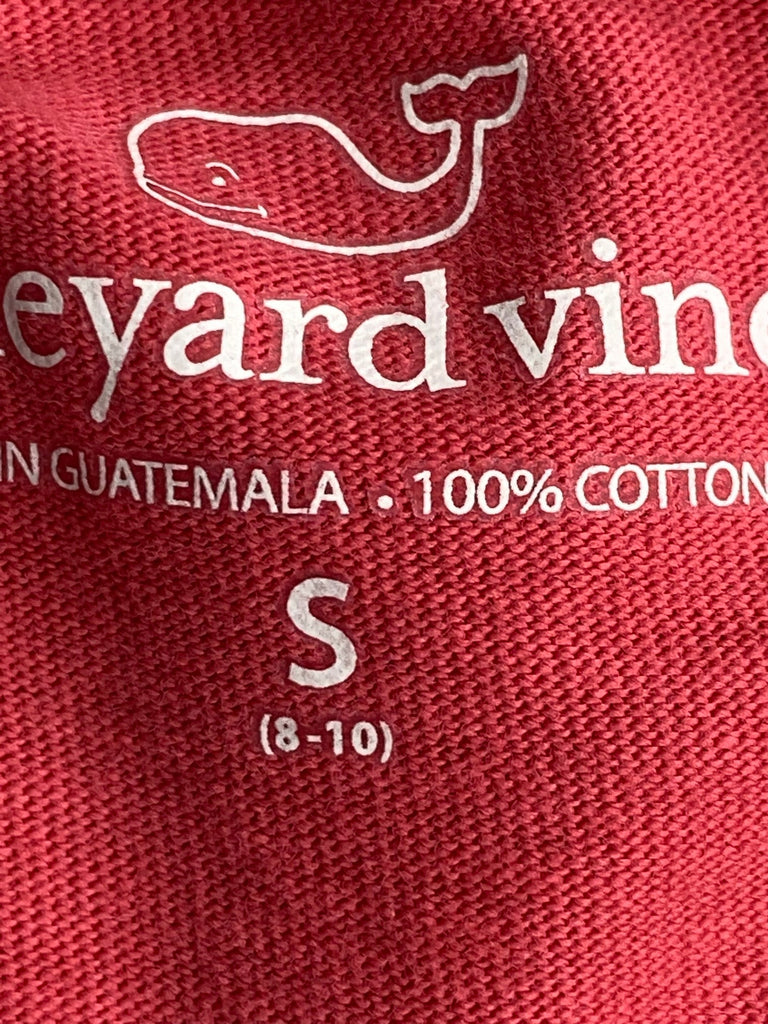 eyard vine
IN GUATEMALA • 100% COTTON
S
(8-10)